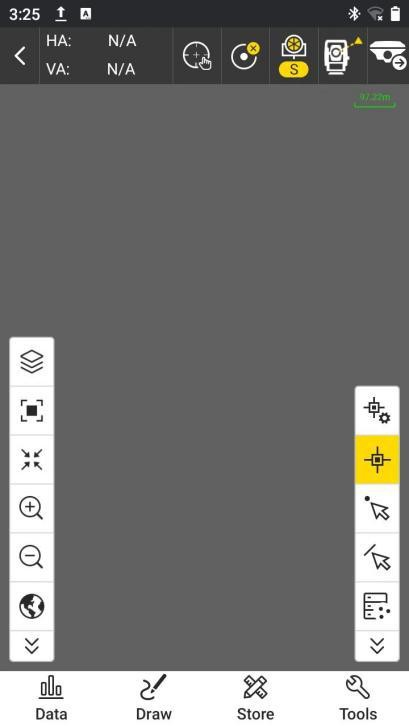 3:25 A
HA: N/A
VA: N/A
S
97.22m
Data Draw Store Tools